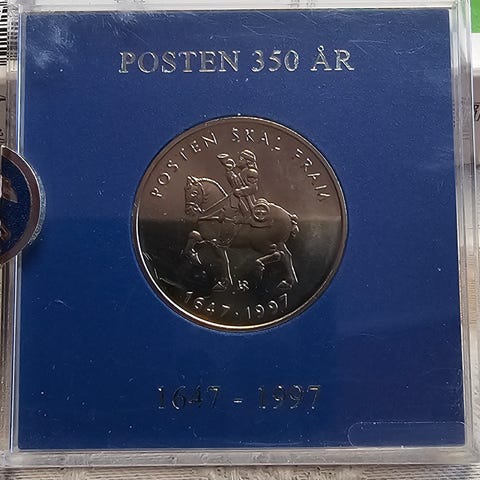 POSTEN 350 ÅR
POSTEN SKAL FRAM
1647 · 1997
1647 - 1997